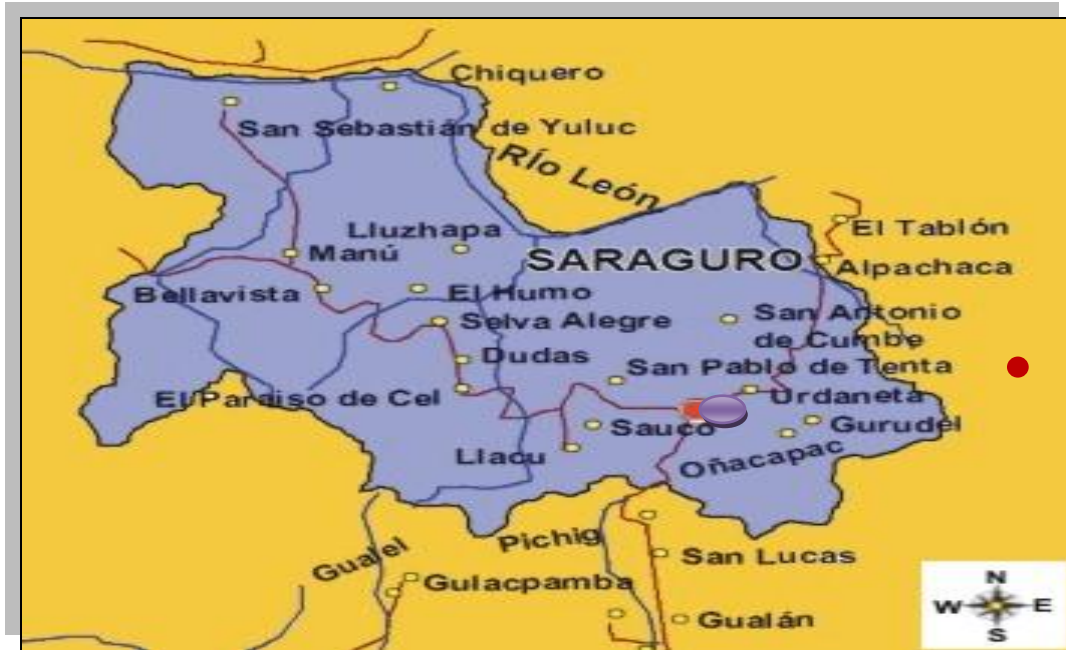 Chiquero
San Sebastián de Yuluc
Río León
El Tablón
Lluzhapa
Manú
SARAGURO
Alpachaca
Bellavista
El Humo
San Antonio
de Cumbe
Selva Alegre
Dudas
San Pablo de Tenta
El Paraiso de Cel
Urdaneta
Sauco
Gurudel
Llacu
Oñacapac
Gualel
Pichig
San Lucas
Gulacpamba
Gualán
N
W E
S